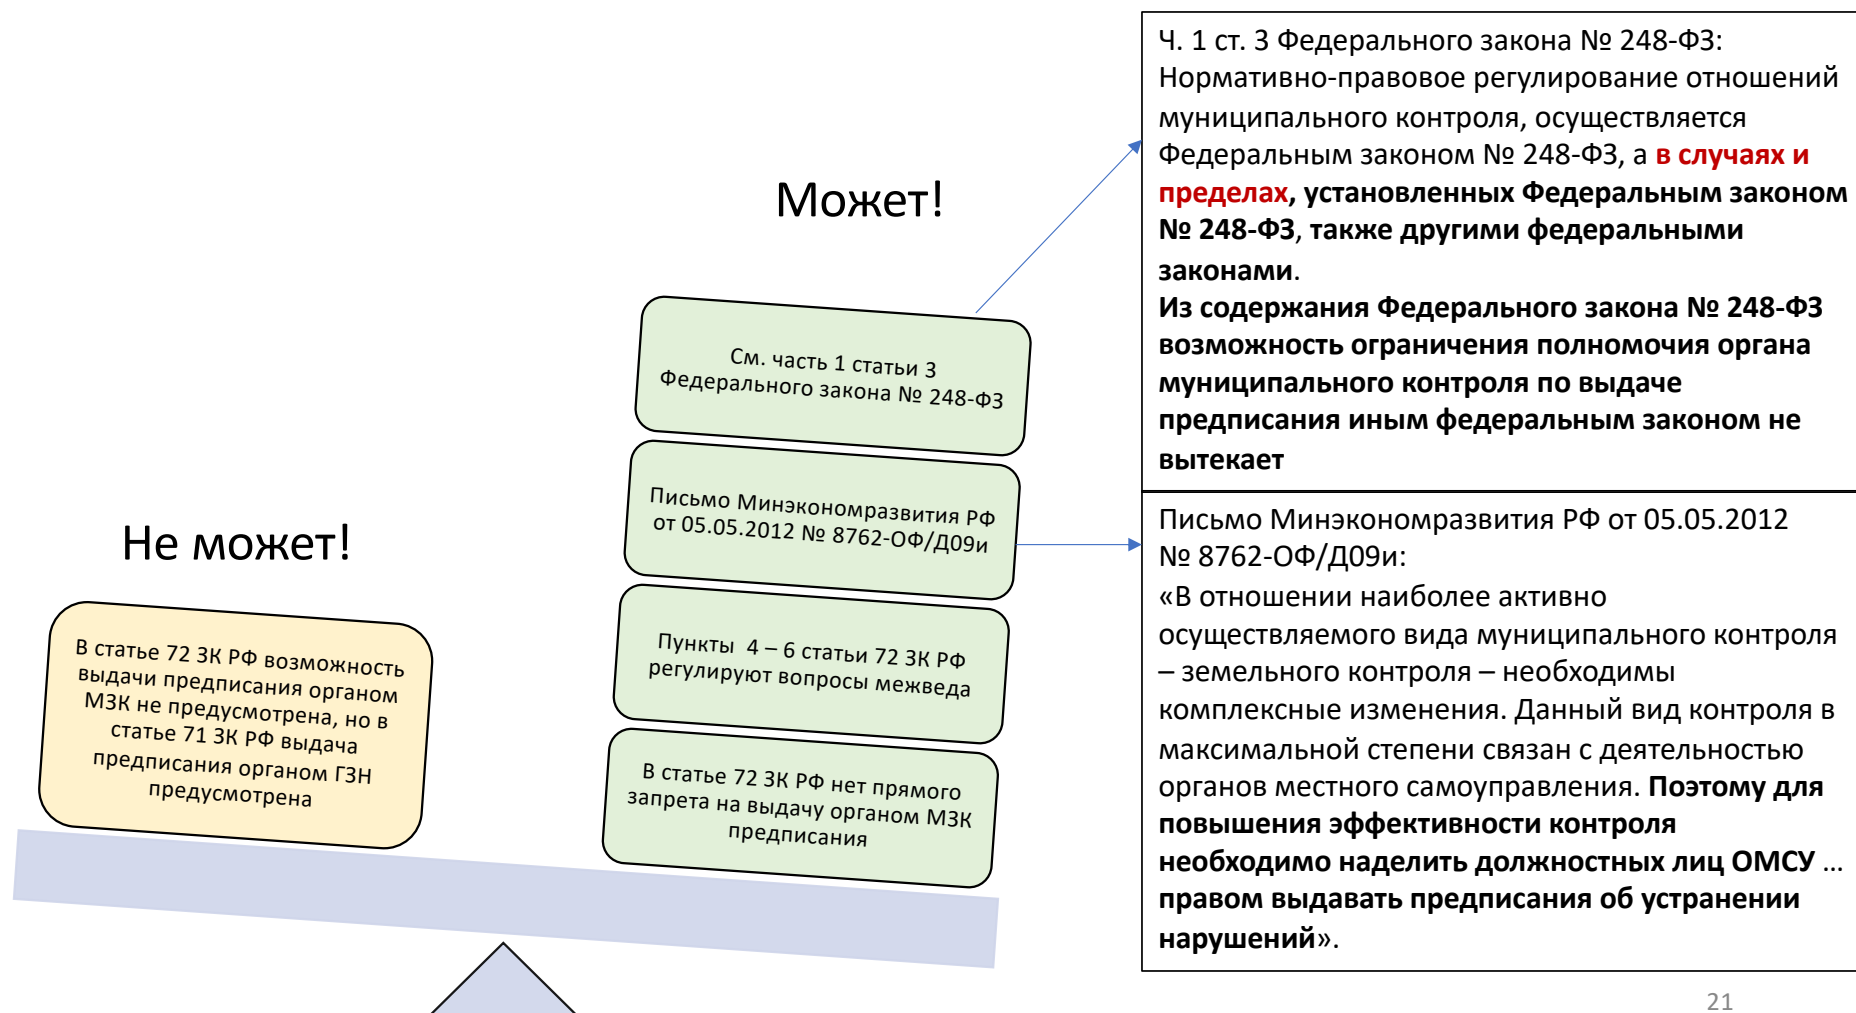 Не может!
В статье 72 ЗК РФ возможность
выдачи предписания органом
МЗК не предусмотрена, но в
статье 71 ЗК РФ выдача
предписания органом ГЗН
предусмотрена
Может!
См. часть 1 статьи 3
Федерального закона № 248-ФЗ
Письмо Минэкономразвития РФ
от 05.05.2012 № 8762-ОФ/Д09и
Пункты 4 – 6 статьи 72 ЗК РФ
регулируют вопросы межведа
В статье 72 ЗК РФ нет прямого
запрета на выдачу органом МЗК
предписания
Ч. 1 ст. 3 Федерального закона № 248-ФЗ:
Нормативно-правовое регулирование отношений
муниципального контроля, осуществляется
Федеральным законом № 248-ФЗ, а в случаях и
пределах, установленных Федеральным законом
№ 248-ФЗ, также другими федеральными
законами.
Из содержания Федерального закона № 248-ФЗ
возможность ограничения полномочия органа
муниципального контроля по выдаче
предписания иным федеральным законом не
вытекает
Письмо Минэкономразвития РФ от 05.05.2012
№ 8762-ОФ/Д09и:
«В отношении наиболее активно
осуществляемого вида муниципального контроля
– земельного контроля – необходимы
комплексные изменения. Данный вид контроля в
максимальной степени связан с деятельностью
органов местного самоуправления. Поэтому для
повышения эффективности контроля
необходимо наделить должностных лиц ОМСУ ...
правом выдавать предписания об устранении
нарушений».
21